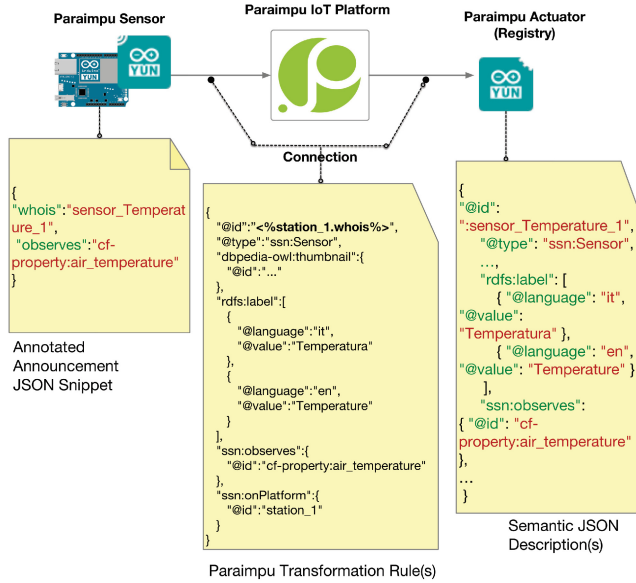 Paraimpu Sensor
Paraimpu IoT Platform
Paraimpu Actuator
(Registry)
YUN
YUN
YUN
Connection
{
"whois":"sensor_Temperat
ure_1",
"observes":"cf-
property:air_temperature"
}
Annotated
Announcement
JSON Snippet
{
"@id":"<%station_1.whois%>",
"@type":"ssn:Sensor",
"dbpedia-owl:thumbnail":{
"@id":"..."
},
"rdfs:label":[
{
"@language":"it",
"@value":"Temperatura"
},
{
"@language":"en",
"@value":"Temperature"
}
],
"ssn:observes":{
"@id":"cf-property:air_temperature"
},
"ssn:onPlatform":{
"@id":"station_1"
}
}
Paraimpu Transformation Rule(s)
{
"@id":
":sensor_Temperature_1",
"@type": "ssn:Sensor",
...,
"rdfs:label": [
{ "@language": "it",
"@value":
"Temperatura" },
{ "@language": "en",
"@value": "Temperature" }
],
"ssn:observes":
{ "@id": "cf-
property:air_temperature"
},
...
}
Semantic JSON
Description(s)